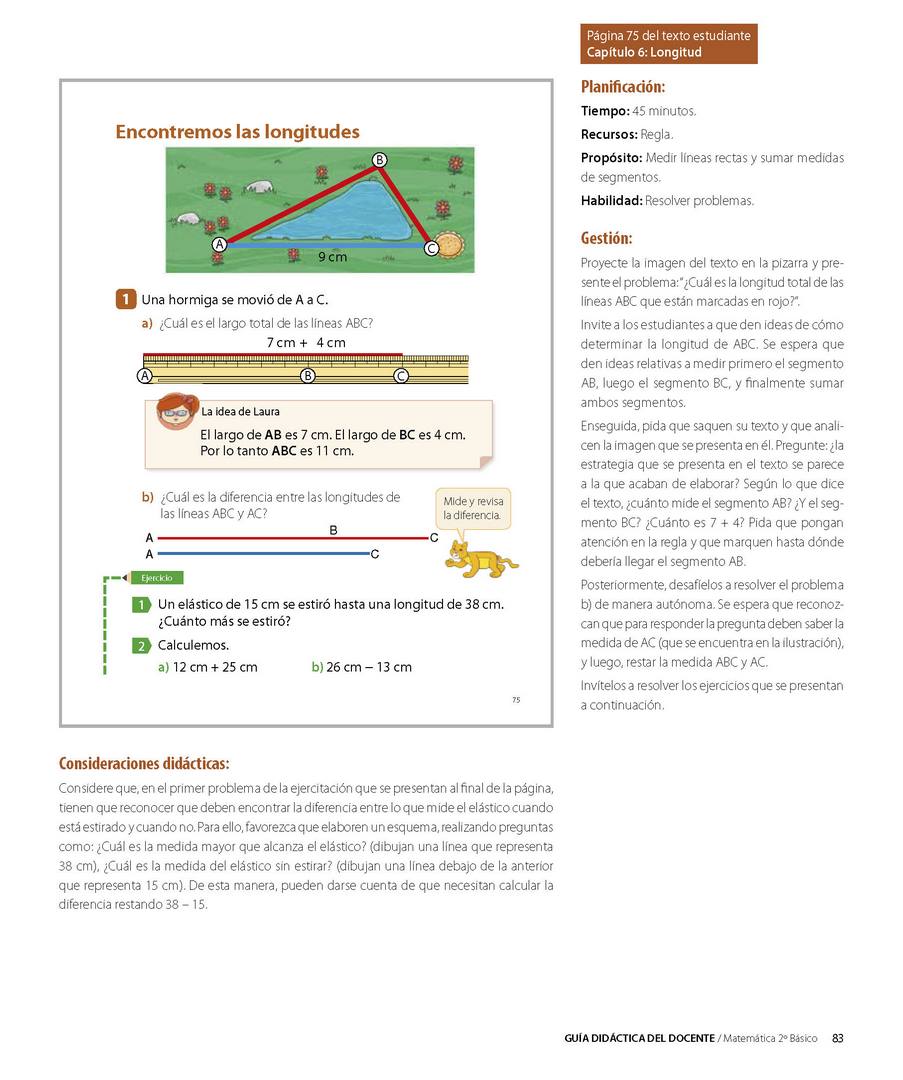 Página 75 del texto estudiante
Capítulo 6: Longitud
Encontremos las longitudes
B
A
C
9 cm
1 Una hormiga se movió de A a C.
a) ¿Cuál es el largo total de las líneas ABC?
7 cm + 4 cm
A B C
La idea de Laura
El largo de AB es 7 cm. El largo de BC es 4 cm.
Por lo tanto ABC es 11 cm.
b) ¿Cuál es la diferencia entre las longitudes de
las líneas ABC y AC?
Mide y revisa
la diferencia.
A B C
A C
Ejercicio
1 Un elástico de 15 cm se estiró hasta una longitud de 38 cm.
¿Cuánto más se estiró?
2 Calculemos.
a) 12 cm + 25 cm b) 26 cm − 13 cm
75
Planificación:
Tiempo: 45 minutos.
Recursos: Regla.
Propósito: Medir líneas rectas y sumar medidas
de segmentos.
Habilidad: Resolver problemas.
Gestión:
Proyecte la imagen del texto en la pizarra y pre-
sente el problema: "¿Cuál es la longitud total de las
líneas ABC que están marcadas en rojo?".
Invite a los estudiantes a que den ideas de cómo
determinar la longitud de ABC. Se espera que
den ideas relativas a medir primero el segmento
AB, luego el segmento BC, y finalmente sumar
ambos segmentos.
Enseguida, pida que saquen su texto y que anali-
cen la imagen que se presenta en él. Pregunte: ¿la
estrategia que se presenta en el texto se parece
a la que acaban de elaborar? Según lo que dice
el texto, ¿cuánto mide el segmento AB? ¿Y el seg-
mento BC? ¿Cuánto es 7 + 4? Pida que pongan
atención en la regla y que marquen hasta dónde
debería llegar el segmento AB.
Posteriormente, desafíelos a resolver el problema
b) de manera autónoma. Se espera que reconoz-
can que para responder la pregunta deben saber la
medida de AC (que se encuentra en la ilustración),
y luego, restar la medida ABC y AC.
Invítelos a resolver los ejercicios que se presentan
a continuación.
Consideraciones didácticas:
Considere que, en el primer problema de la ejercitación que se presentan al final de la página,
tienen que reconocer que deben encontrar la diferencia entre lo que mide el elástico cuando
está estirado y cuando no. Para ello, favorezca que elaboren un esquema, realizando preguntas
como: ¿Cuál es la medida mayor que alcanza el elástico? (dibujan una línea que representa
38 cm), ¿Cuál es la medida del elástico sin estirar? (dibujan una línea debajo de la anterior
que representa 15 cm). De esta manera, pueden darse cuenta de que necesitan calcular la
diferencia restando 38 – 15.
GUÍA DIDÁCTICA DEL DOCENTE / Matemática 2º Básico 83